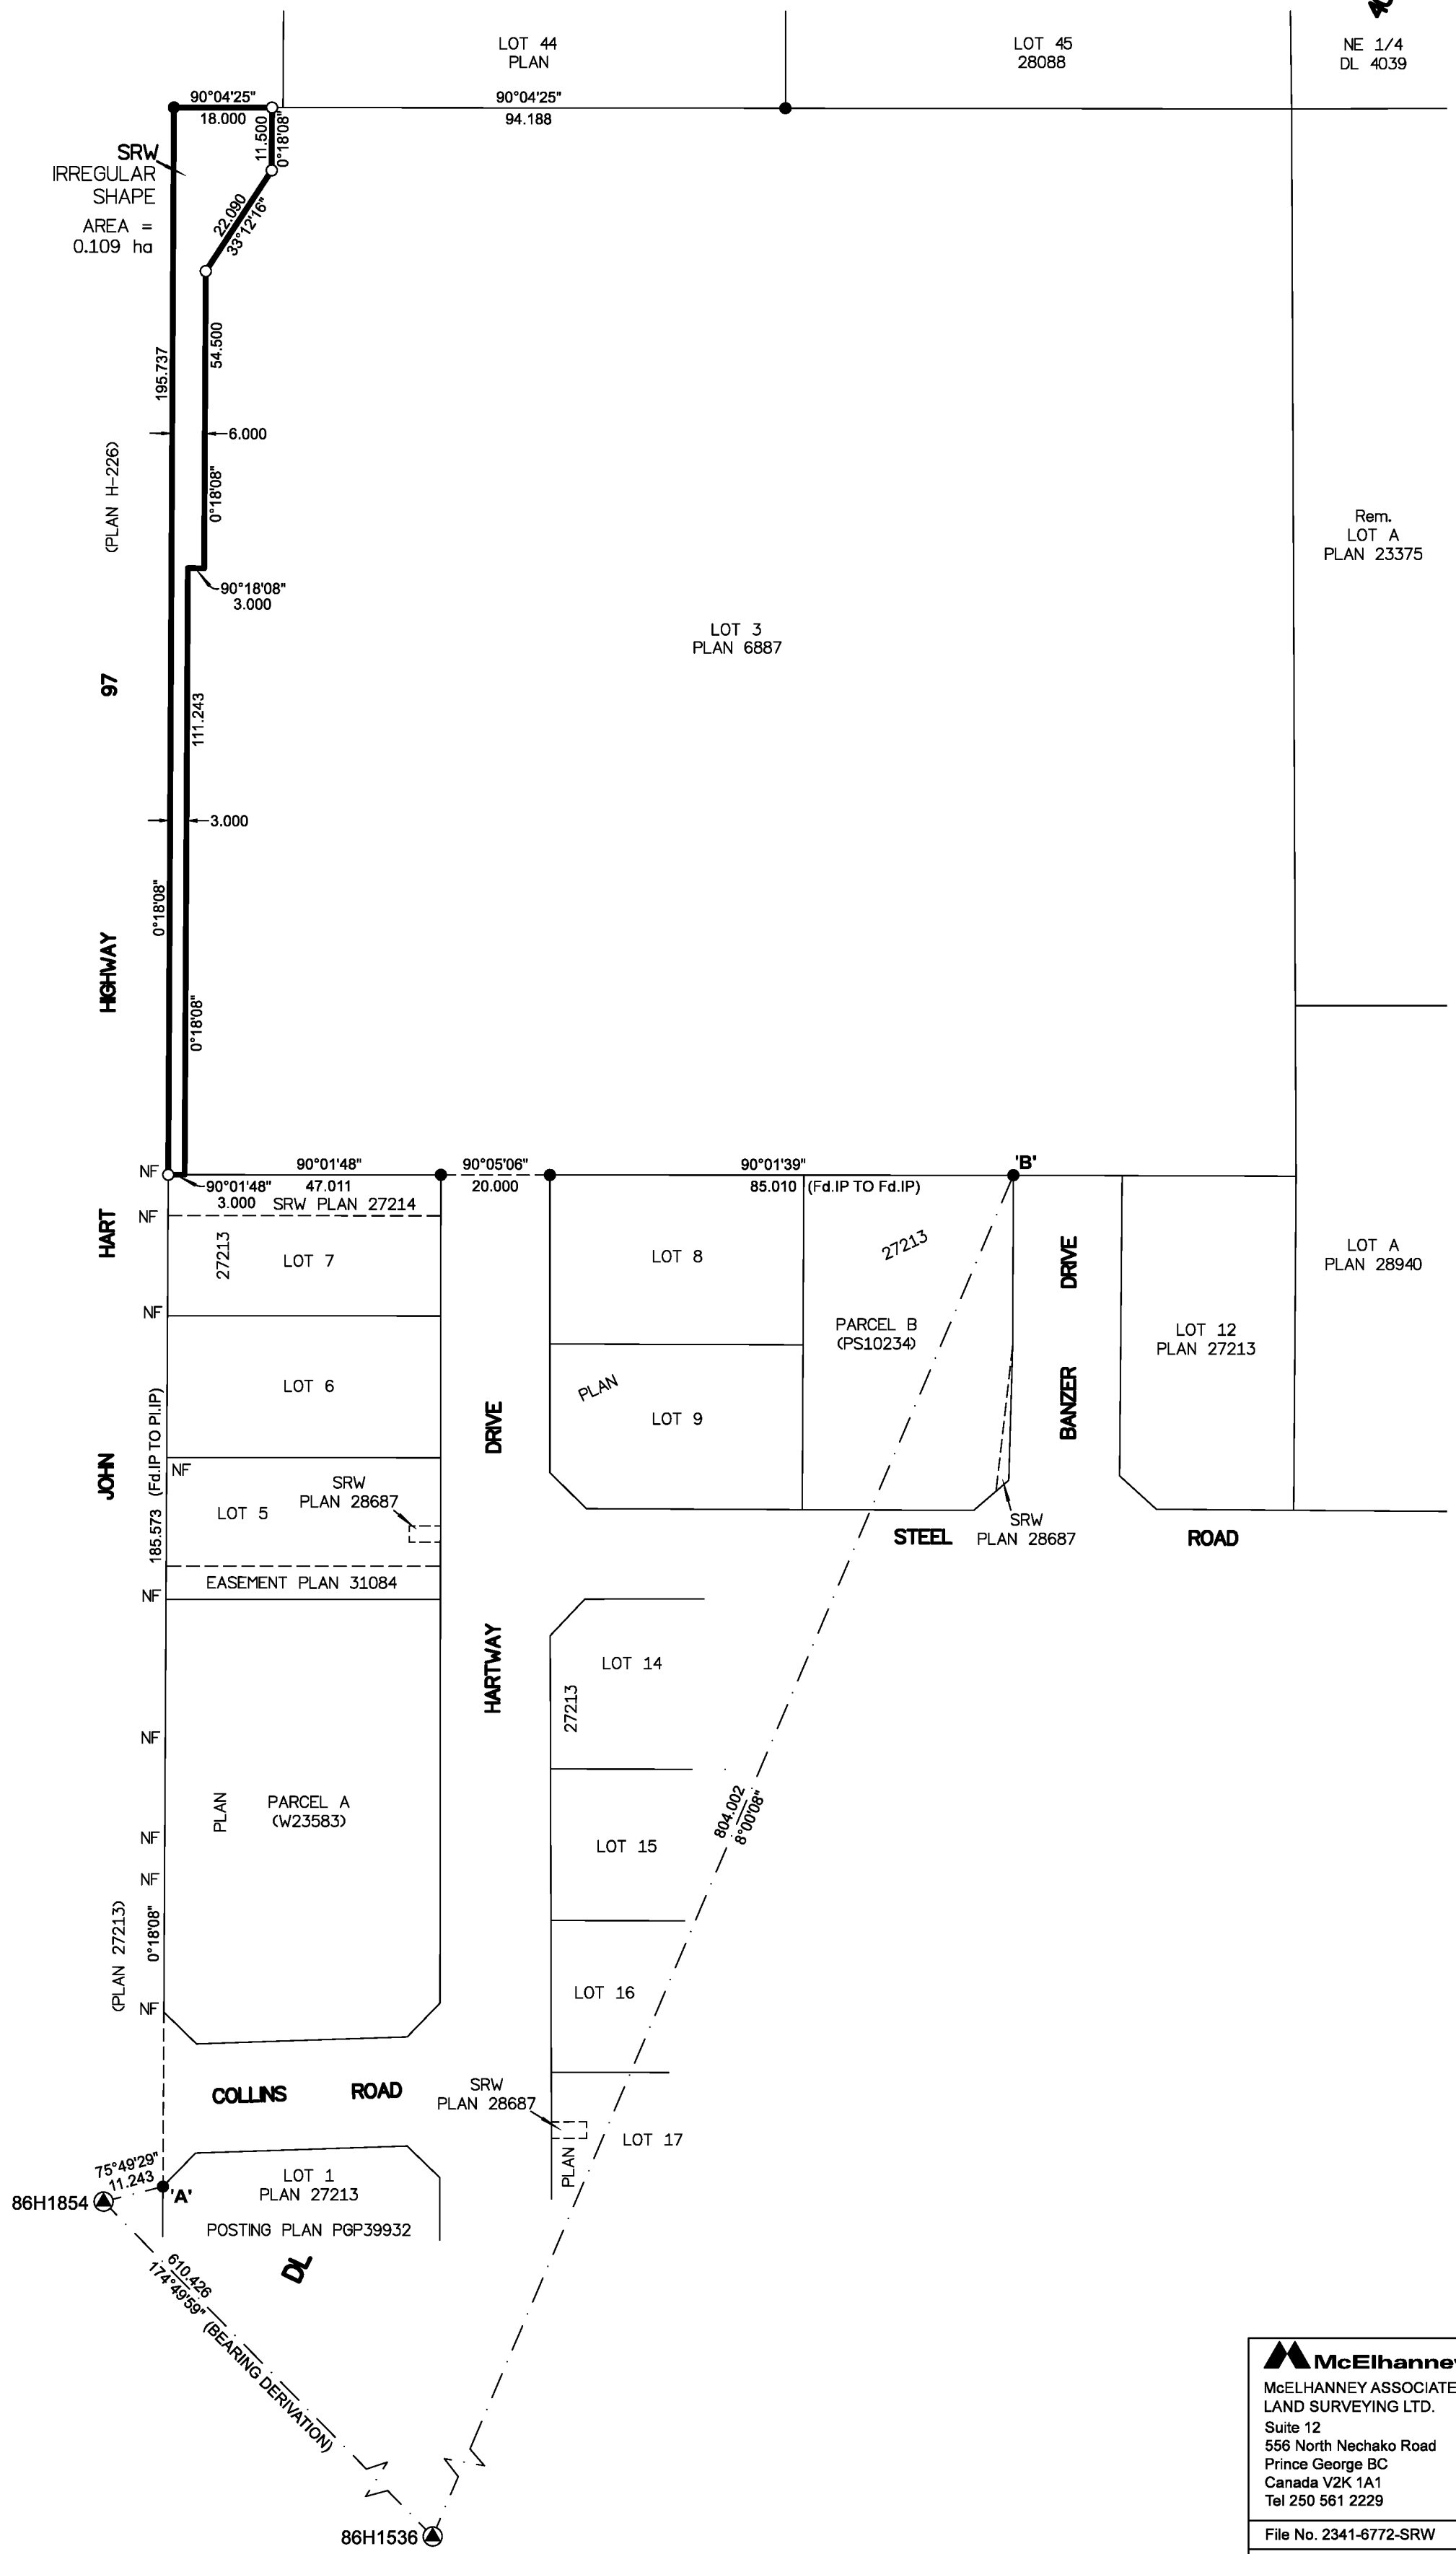 LOT 44
PLAN
LOT 45
28088
NE 1/4
DL 4039
90°04'25"
18.000
90°04'25"
94.188
11.500
0°18'08"
SRW
IRREGULAR
SHAPE
AREA =
0.109 ha
22.090
33°12'16"
54.500
195.737
6.000
(PLAN H-226)
0°18'08"
Rem.
LOT A
PLAN 23375
90°18'08"
3.000
LOT 3
PLAN 6887
97
111.243
3.000
0°18'08"
HIGHWAY
0°18'08"
NF
90°01'48"
90°05'06"
90°01'39"
'B'
90°01'48"
3.000
47.011
20.000
85.010 (Fd.IP TO Fd.IP)
SRW PLAN 27214
NF
HART
27213
LOT 7
LOT 8
27213
DRIVE
LOT A
PLAN 28940
NF
PARCEL B
(PS10234)
LOT 12
PLAN 27213
LOT 6
PLAN
LOT 9
DRIVE
BANZER
JOHN
185.573 (Fd.IP TO Pl.IP)
NF
SRW
PLAN 28687
LOT 5
STEEL
SRW
PLAN 28687
ROAD
EASEMENT PLAN 31084
NF
HARTWAY
LOT 14
27213
NF
PARCEL A
(W23583)
PLAN
804.002
8°00'08"
NF
LOT 15
NF
(PLAN 27213)
0°18'08"
LOT 16
NF
COLLINS
ROAD
SRW
PLAN 28687
LOT 17
PLAN
75°49'29"
11.243
86H1854
'A'
LOT 1
PLAN 27213
POSTING PLAN PGP39932
DL
610.426
174°49'59" (BEARING DERIVATION)
86H1536
McElhanney
McELHANNEY ASSOCIATE
LAND SURVEYING LTD.
Suite 12
556 North Nechako Road
Prince George BC
Canada V2K 1A1
Tel 250 561 2229
File No. 2341-6772-SRW